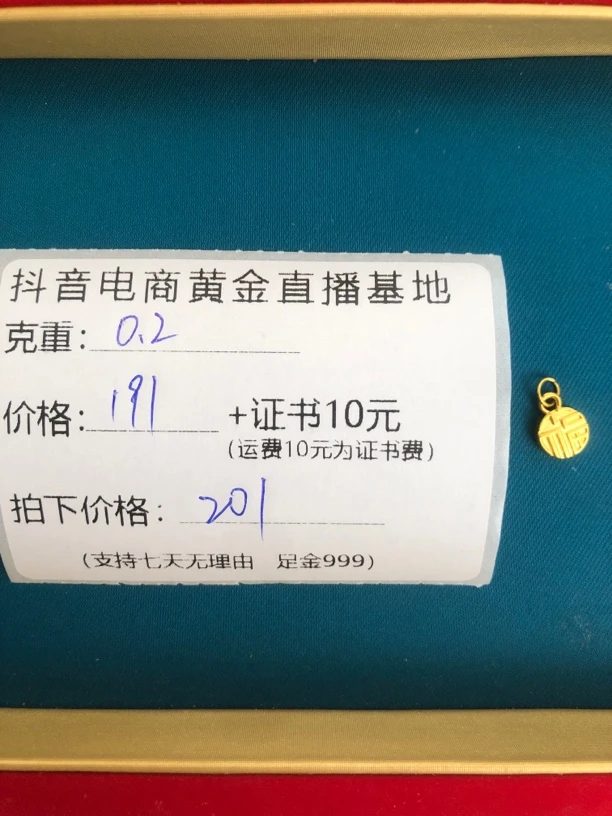 抖音电商黄金直播基地
克重：0.2
价格：191 +证书10元
(运费10元为证书费)
拍下价格：201
(支持七天无理由 足金999)
福